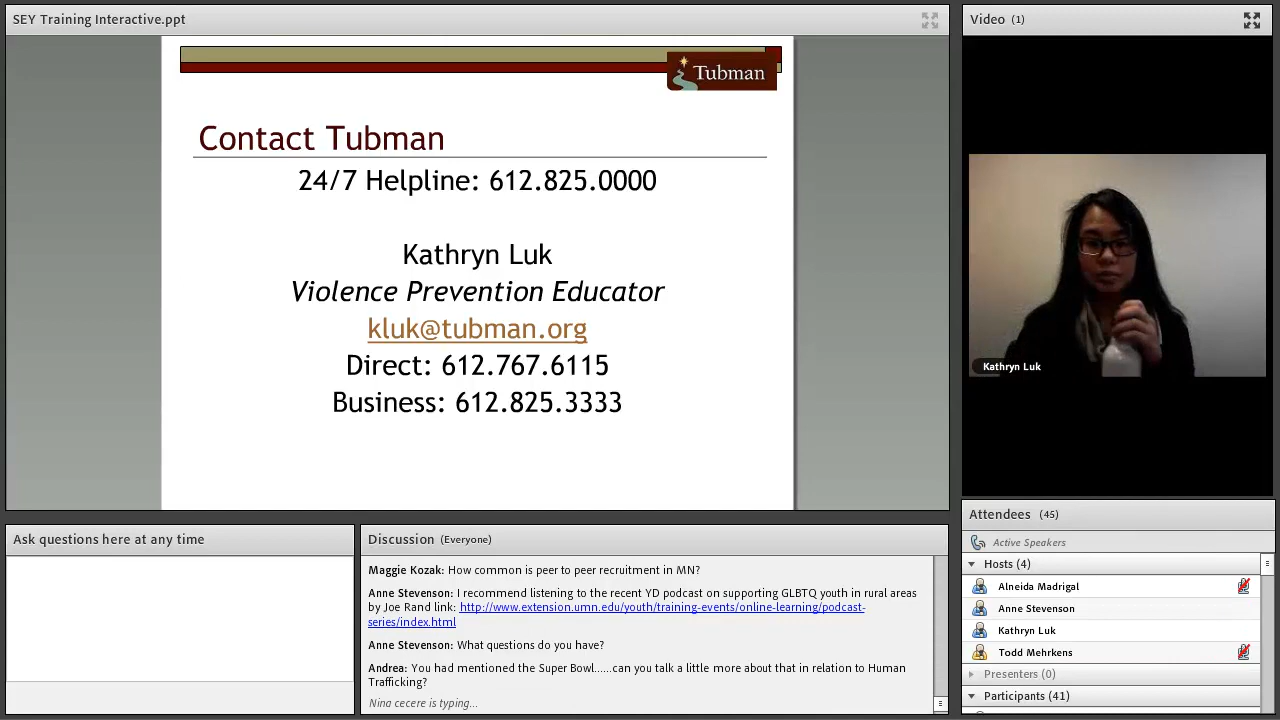 SEY Training Interactive.ppt
Tubman
Contact Tubman
24/7 Helpline: 612.825.0000
Kathryn Luk
Violence Prevention Educator
kluk@tubman.org
Direct: 612.767.6115
Business: 612.825.3333
Video (1)
Kathryn Luk
Attendees (45)
Active Speakers
Hosts (4)
Alneida Madrigal
Anne Stevenson
Kathryn Luk
Todd Mehrkens
Presenters (0)
Participants (41)
Ask questions here at any time
Discussion (Everyone)
Maggie Kozak: How common is peer to peer recruitment in MN?
Anne Stevenson: I recommend listening to the recent YD podcast on supporting GLBTQ youth in rural areas
by Joe Rand link: http://www.extension.umn.edu/youth/training-events/online-learning/podcast-
series/index.html
Anne Stevenson: What questions do you have?
Andrea: You had mentioned the Super Bowl......can you talk a little more about that in relation to Human
Trafficking?
Nina cecere is typing...